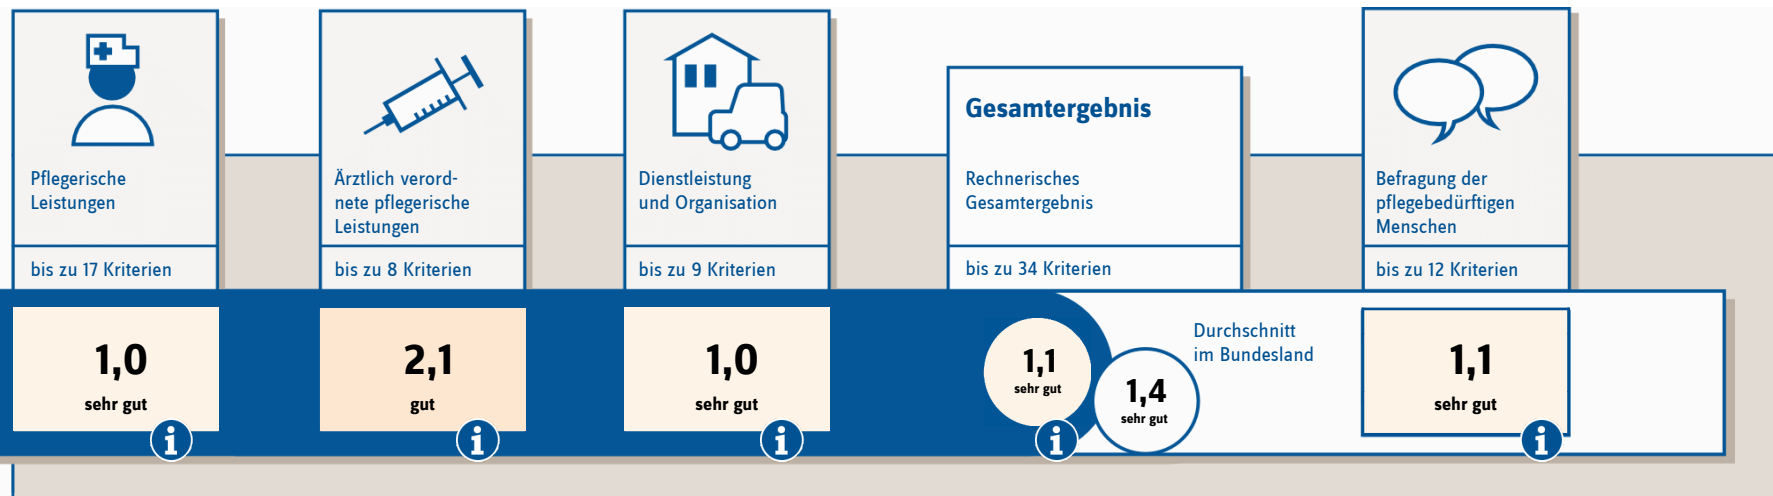 Pflegerische
Leistungen
bis zu 17 Kriterien
1,0
sehr gut
i
Ärztlich verord-
nete pflegerische
Leistungen
bis zu 8 Kriterien
2,1
gut
i
Dienstleistung
und Organisation
bis zu 9 Kriterien
1,0
sehr gut
i
Gesamtergebnis
Rechnerisches
Gesamtergebnis
bis zu 34 Kriterien
1,1
sehr gut
i
1,4
sehr gut
Durchschnitt
im Bundesland
Befragung der
pflegebedürftigen
Menschen
bis zu 12 Kriterien
1,1
sehr gut
i